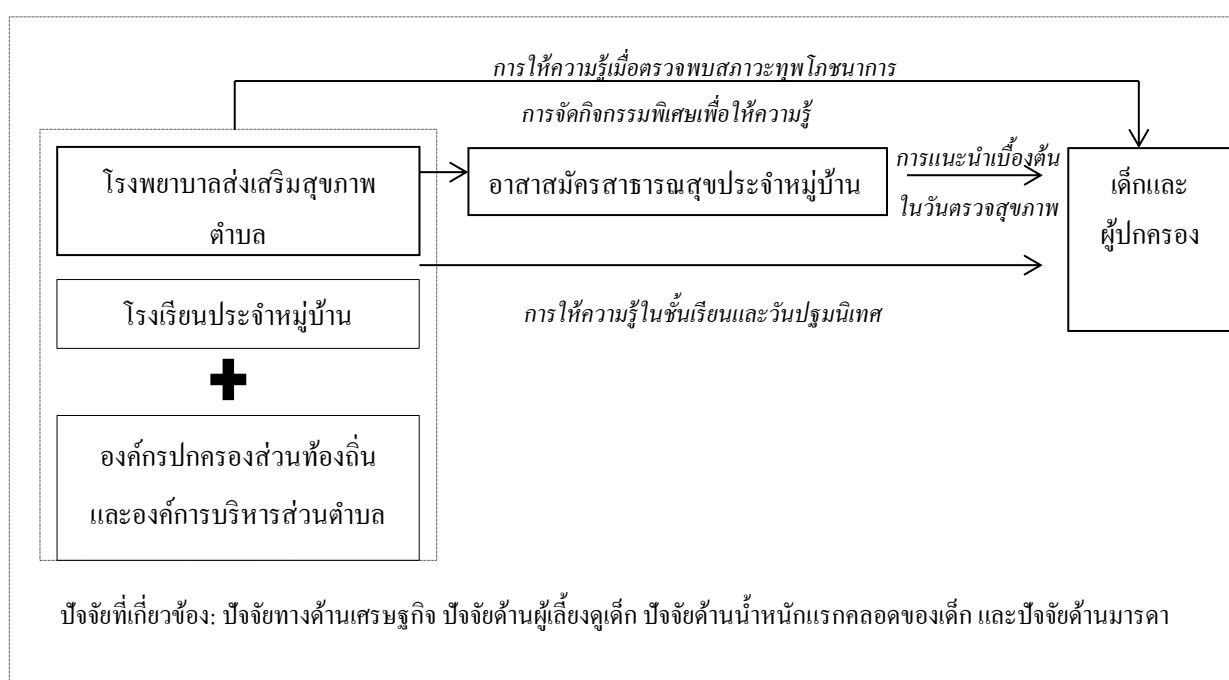 การให้ความรู้เมื่อตรวจพบสภาวะทุพโภชนาการ
การจัดกิจกรรมพิเศษเพื่อให้ความรู้
โรงพยาบาลส่งเสริมสุขภาพ
ตำบล
อาสาสมัครสาธารณสุขประจำหมู่บ้าน
การแนะนำเบื้องต้น
ในวันตรวจสุขภาพ
เด็กและ
ผู้ปกครอง
โรงเรียนประจำหมู่บ้าน
การให้ความรู้ในชั้นเรียนและวันปฐมนิเทศ
องค์กรปกครองส่วนท้องถิ่น
และองค์การบริหารส่วนตำบล
ปัจจัยที่เกี่ยวข้อง: ปัจจัยทางด้านเศรษฐกิจ ปัจจัยด้านผู้เลี้ยงดูเด็ก ปัจจัยด้านน้ำหนักแรกคลอดของเด็ก และปัจจัยด้านมารดา